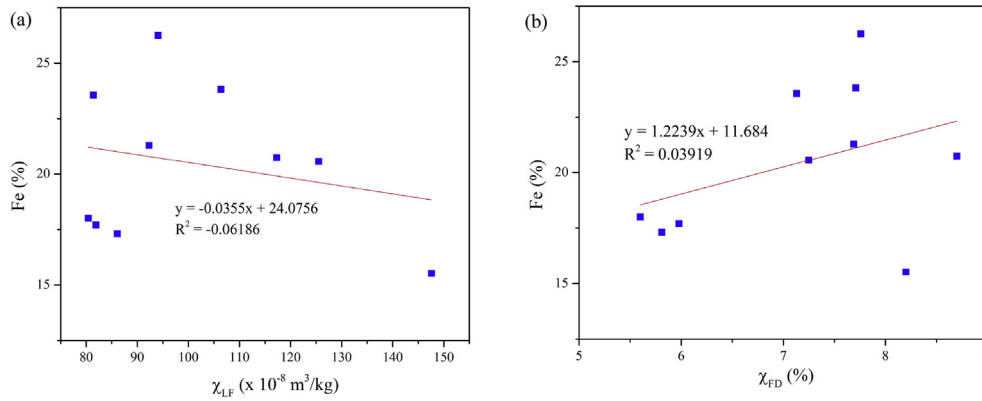 (a)
25
20
15
Fe (%)
y = -0.0355x + 24.0756
R² = -0.06186
80 90 100 110 120 130 140 150
χLF (x 10⁻⁸ m³/kg)
(b)
25
20
15
Fe (%)
y = 1.2239x + 11.684
R² = 0.03919
5 6 7 8
χFD (%)